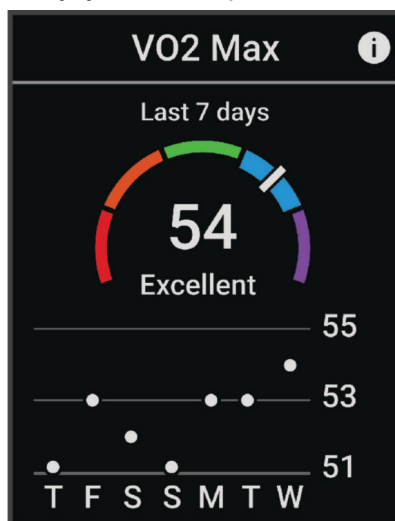 VO2 Max i
Last 7 days
54
Excellent
55
53
51
T F S S M T W